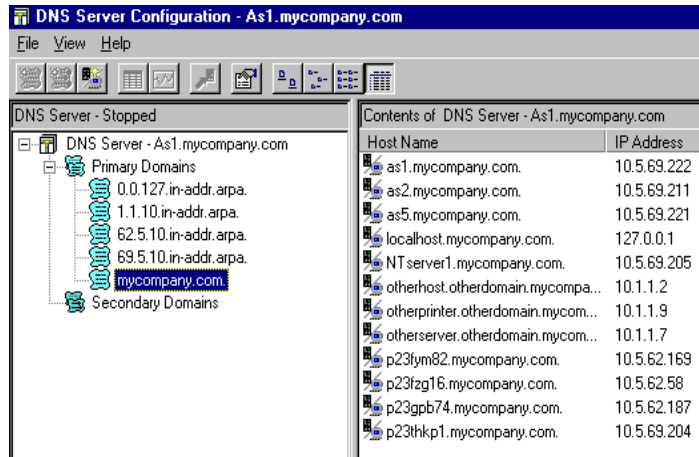 DNS Server Configuration - As1.mycompany.com
File View Help
DNS Server - Stopped
DNS Server - As1.mycompany.com
Primary Domains
0.0.127.in-addr.arpa.
1.1.10.in-addr.arpa.
62.5.10.in-addr.arpa.
69.5.10.in-addr.arpa.
mycompany.com.
Secondary Domains
Contents of DNS Server - As1.mycompany.com
Host Name IP Address
as1.mycompany.com. 10.5.69.222
as2.mycompany.com. 10.5.69.211
as5.mycompany.com. 10.5.69.221
localhost.mycompany.com. 127.0.0.1
NTserver1.mycompany.com. 10.5.69.205
otherhost.otherdomain.mycompa... 10.1.1.2
otherprinter.otherdomain.mycom... 10.1.1.9
otherserver.otherdomain.mycom... 10.1.1.7
p23fym82.mycompany.com. 10.5.62.169
p23fzg16.mycompany.com. 10.5.62.58
p23gpb74.mycompany.com. 10.5.62.187
p23thkp1.mycompany.com. 10.5.69.204